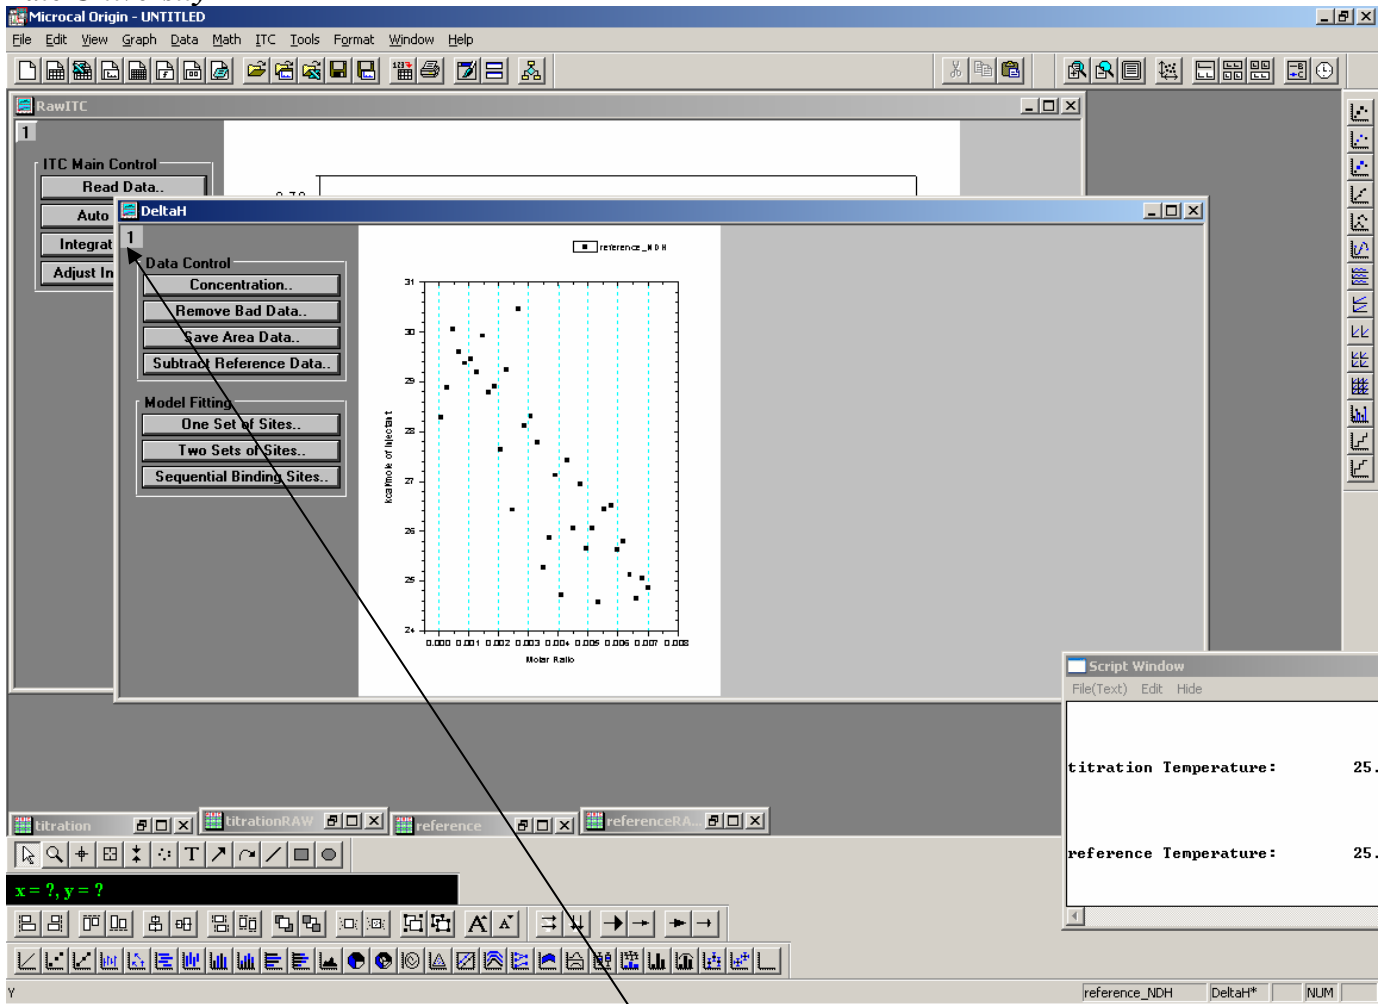 Microcal Origin - UNTITLED
File Edit View Graph Data Math ITC Tools Format Window Help
RawITC
1
ITC Main Control
Read Data..
Auto
Integrat
Adjust In
DeltaH
1
Data Control
Concentration..
Remove Bad Data..
Save Area Data..
Subtract Reference Data..
Model Fitting
One Set of Sites..
Two Sets of Sites..
Sequential Binding Sites..
reference_NDH
31
30
29
28
27
26
25
24
kcal/mole of Injectant
0.000 0.001 0.002 0.003 0.004 0.005 0.006 0.007 0.008
Molar Ratio
Script Window
File(Text) Edit Hide
titration Temperature: 25.
reference Temperature: 25.
titration
titrationRAW
reference
referenceRA...
x = ?, y = ?
Y
reference_NDH DeltaH* NUM